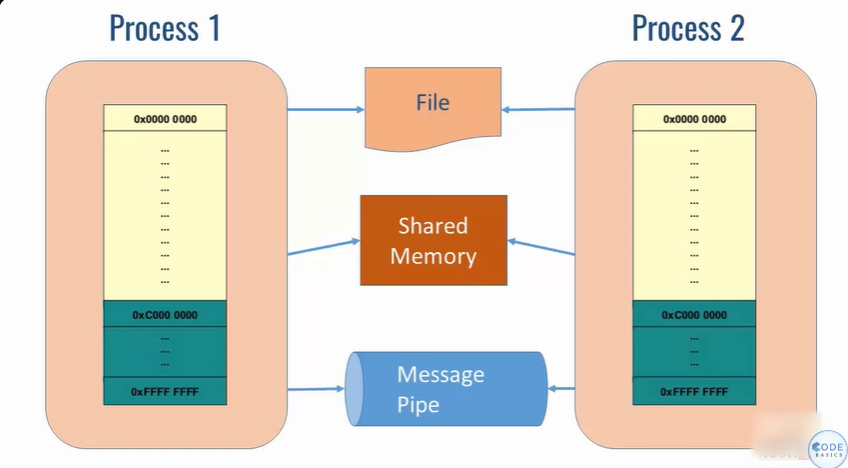 Process 1
Process 2
File
Shared
Memory
Message
Pipe
0x0000 0000
...
...
...
...
...
...
...
...
...
...
...
0xC000 0000
...
...
...
0xFFFF FFFF
0x0000 0000
...
...
...
...
...
...
...
...
...
...
...
0xC000 0000
...
...
...
0xFFFF FFFF
CODE
BASICS